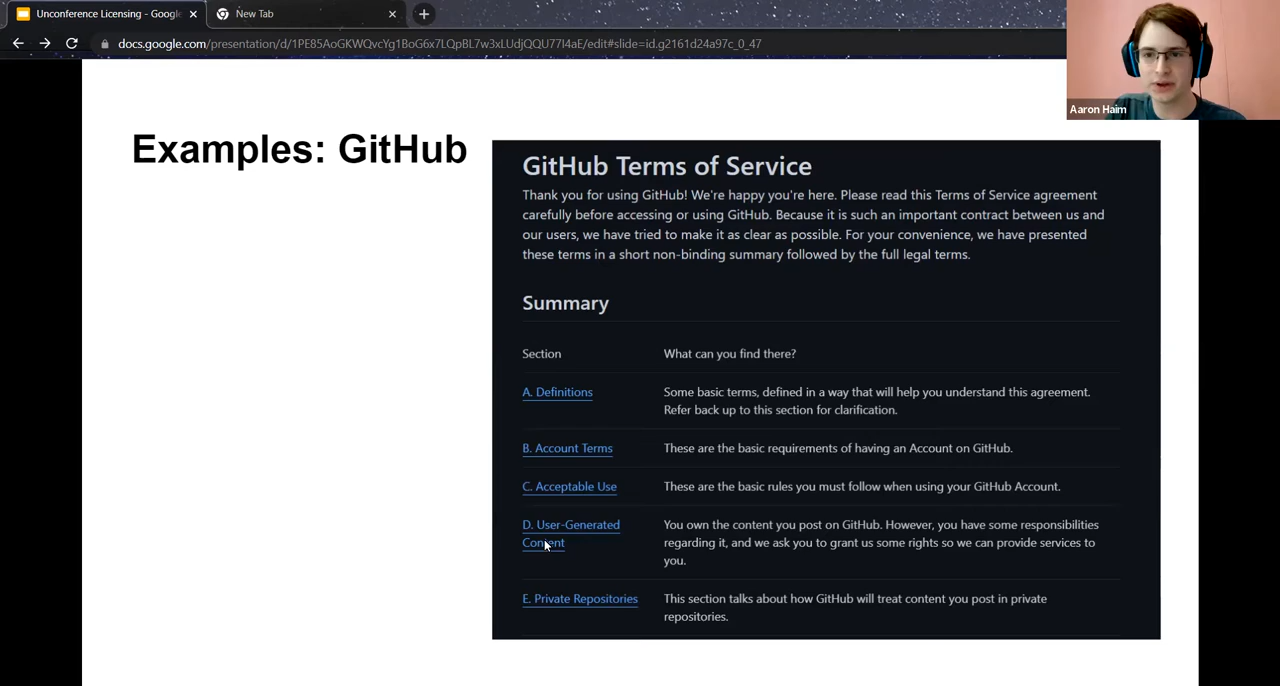 Unconference Licensing - Google
New Tab
docs.google.com/presentation/d/1PE85AoGKWQvcYg1BoG6x7LQpBL7w3xLUdjQQU77I4aE/edit#slide=id.g2161d24a97c_0_47
Aaron Haim
Examples: GitHub
GitHub Terms of Service
Thank you for using GitHub! We're happy you're here. Please read this Terms of Service agreement
carefully before accessing or using GitHub. Because it is such an important contract between us and
our users, we have tried to make it as clear as possible. For your convenience, we have presented
these terms in a short non-binding summary followed by the full legal terms.
Summary
Section What can you find there?
A. Definitions Some basic terms, defined in a way that will help you understand this agreement.
Refer back up to this section for clarification.
B. Account Terms These are the basic requirements of having an Account on GitHub.
C. Acceptable Use These are the basic rules you must follow when using your GitHub Account.
D. User-Generated You own the content you post on GitHub. However, you have some responsibilities
Content regarding it, and we ask you to grant us some rights so we can provide services to
you.
E. Private Repositories This section talks about how GitHub will treat content you post in private
repositories.